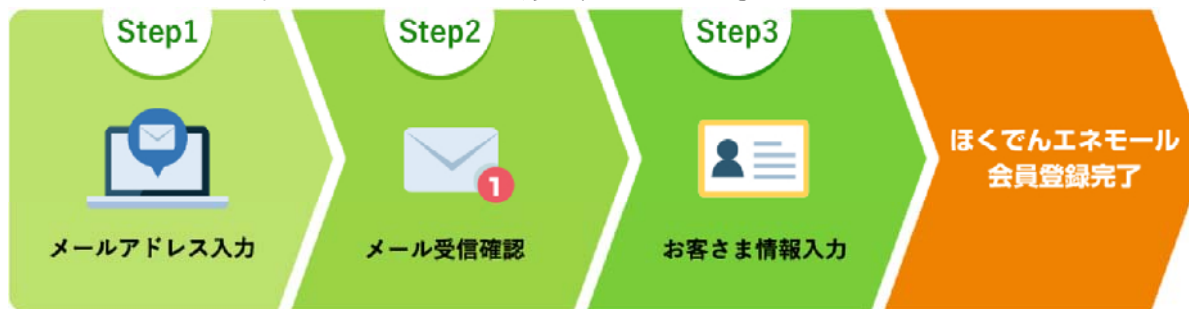 Step1
メールアドレス入力
Step2
1
メール受信確認
Step3
お客さま情報入力
ほくでんエネモール
会員登録完了